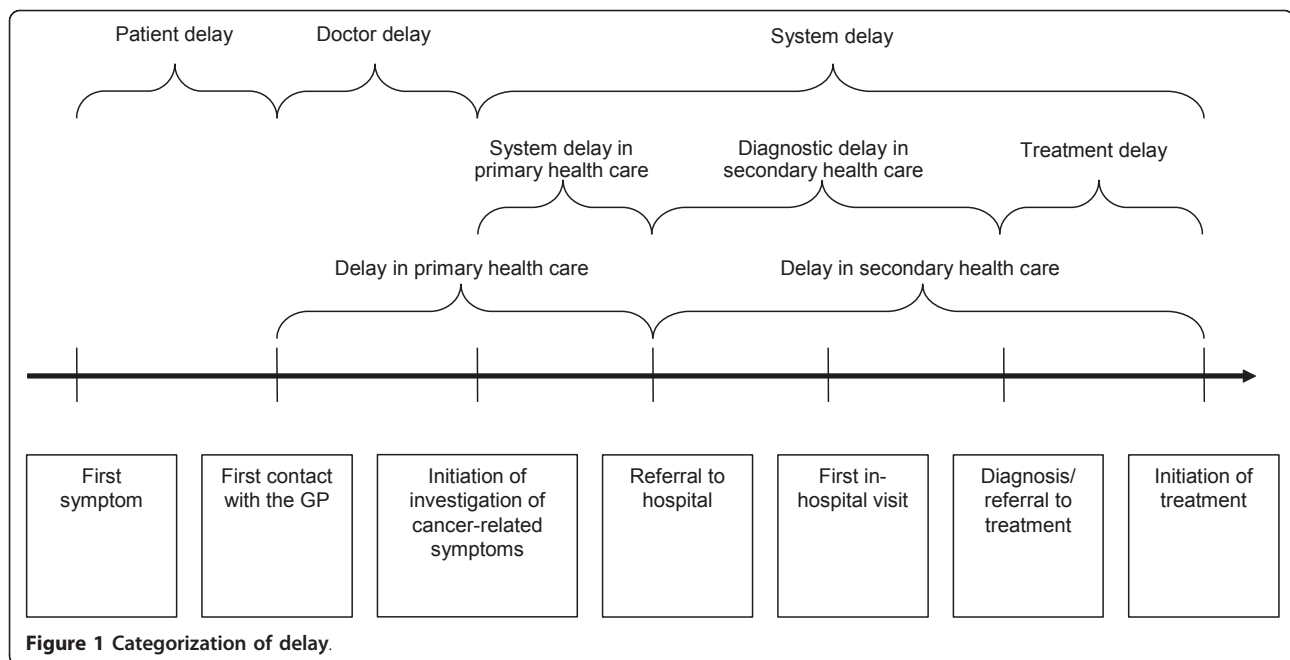 Patient delay
Doctor delay
System delay
System delay in
primary health care
Diagnostic delay in
secondary health care
Treatment delay
Delay in primary health care
Delay in secondary health care
First
symptom
First contact
with the GP
Initiation of
investigation of
cancer-related
symptoms
Referral to
hospital
First in-
hospital visit
Diagnosis/
referral to
treatment
Initiation of
treatment
Figure 1 Categorization of delay.